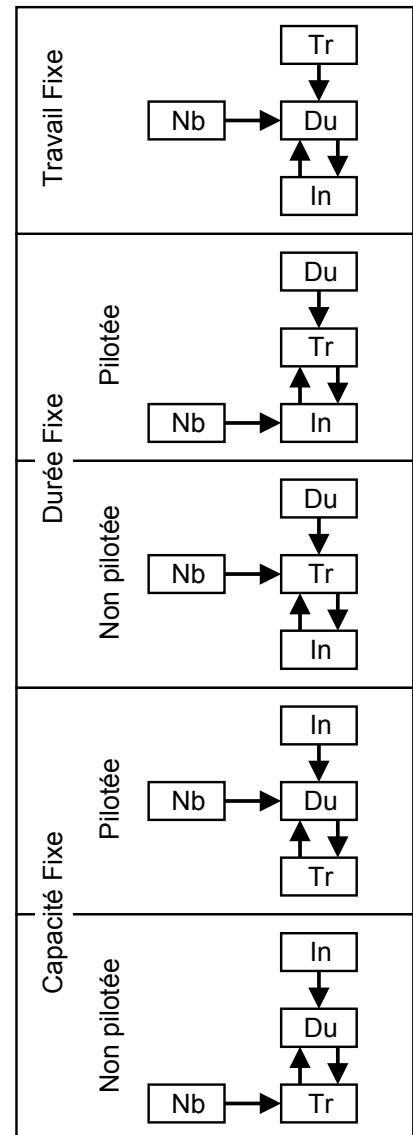 Travail Fixe
Tr
Nb
Du
In
Durée Fixe
Pilotée
Du
Tr
Nb
In
Non pilotée
Du
Nb
Tr
In
Capacité Fixe
Pilotée
In
Nb
Du
Tr
Non pilotée
In
Du
Nb
Tr